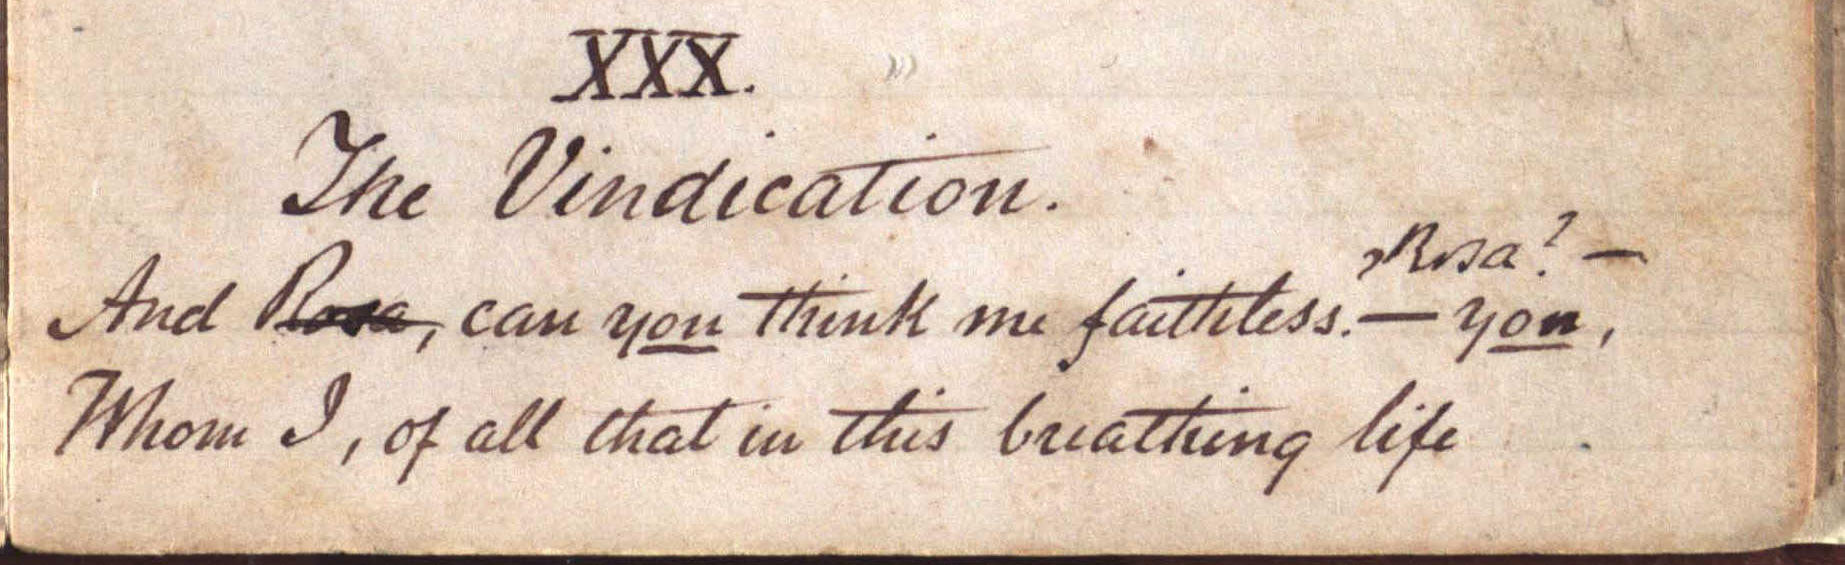 XXX.
The Vindication.
, Rosa? —
And Rosa, can you think me faithless. — you,
Whom I, of all that in this breathing life